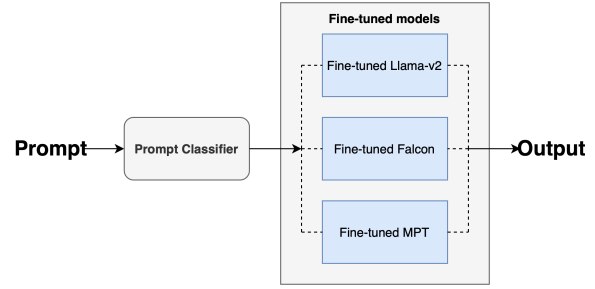 Fine-tuned models
Fine-tuned Llama-v2
Prompt
Prompt Classifier
Fine-tuned Falcon
Output
Fine-tuned MPT